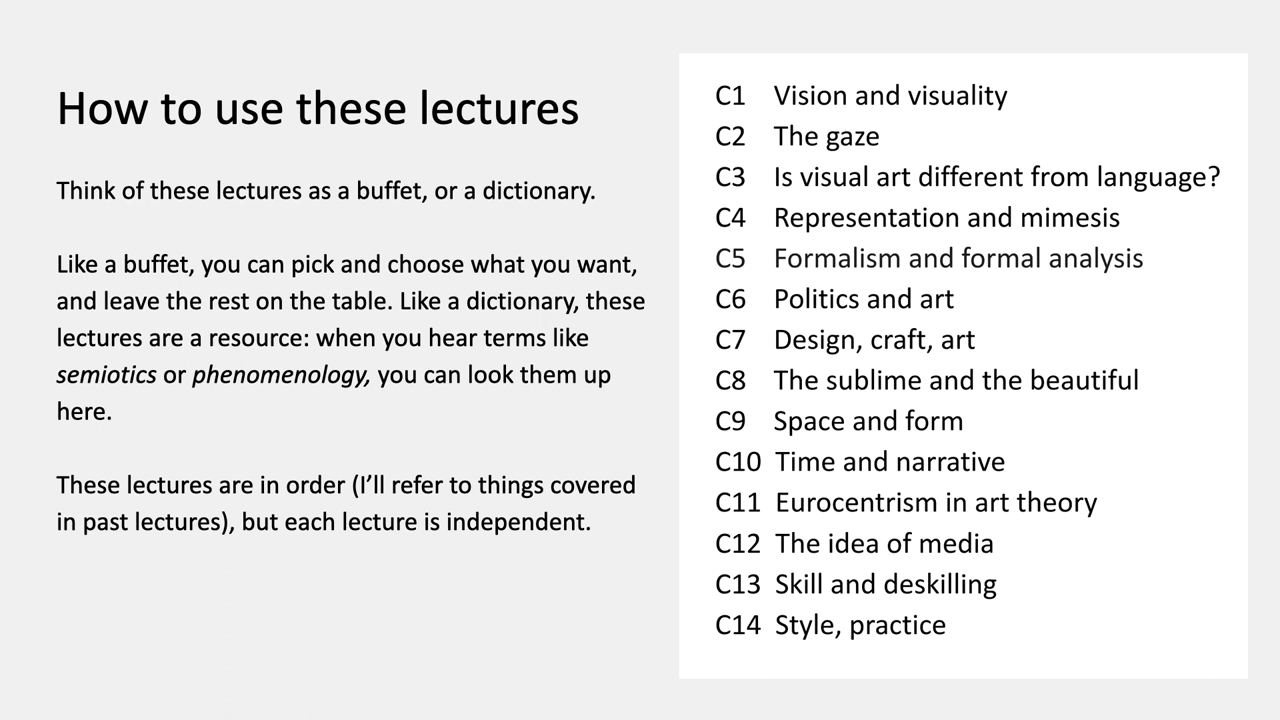 How to use these lectures
Think of these lectures as a buffet, or a dictionary.
Like a buffet, you can pick and choose what you want,
and leave the rest on the table. Like a dictionary, these
lectures are a resource: when you hear terms like
semiotics or phenomenology, you can look them up
here.
These lectures are in order (I’ll refer to things covered
in past lectures), but each lecture is independent.
C1 Vision and visuality
C2 The gaze
C3 Is visual art different from language?
C4 Representation and mimesis
C5 Formalism and formal analysis
C6 Politics and art
C7 Design, craft, art
C8 The sublime and the beautiful
C9 Space and form
C10 Time and narrative
C11 Eurocentrism in art theory
C12 The idea of media
C13 Skill and deskilling
C14 Style, practice